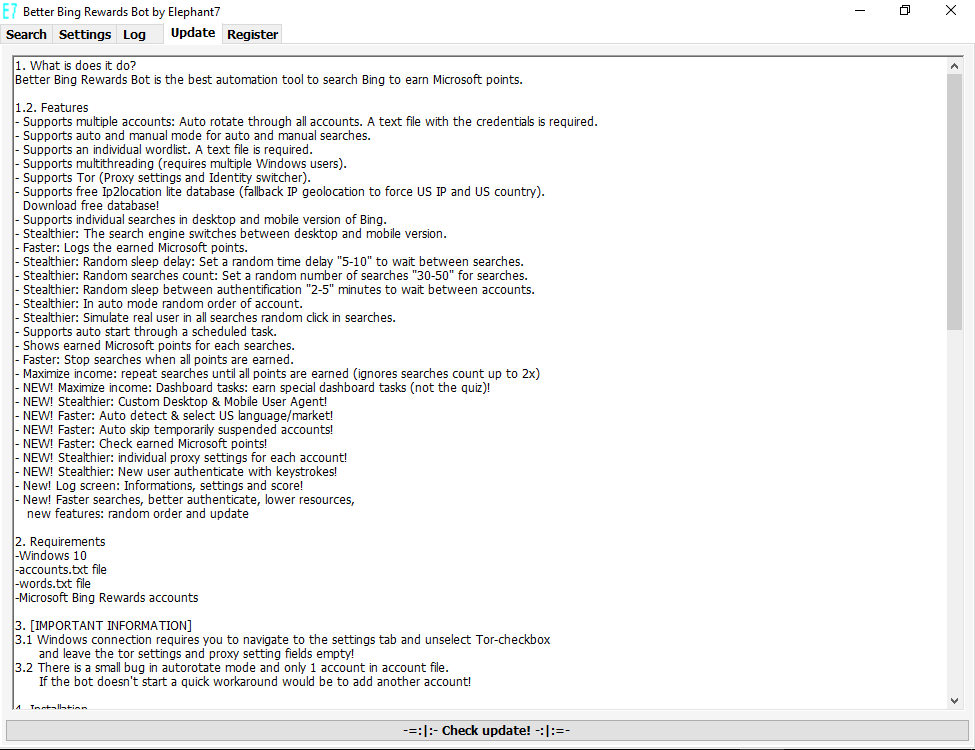 E7 Better Bing Rewards Bot by Elephant7
Search Settings Log Update Register
1. What is does it do?
Better Bing Rewards Bot is the best automation tool to search Bing to earn Microsoft points.
1.2. Features
- Supports multiple accounts: Auto rotate through all accounts. A text file with the credentials is required.
- Supports auto and manual mode for auto and manual searches.
- Supports an individual wordlist. A text file is required.
- Supports multithreading (requires multiple Windows users).
- Supports Tor (Proxy settings and Identity switcher).
- Supports free Ip2location lite database (fallback IP geolocation to force US IP and US country).
Download free database!
- Supports individual searches in desktop and mobile version of Bing.
- Stealthier: The search engine switches between desktop and mobile version.
- Faster: Logs the earned Microsoft points.
- Stealthier: Random sleep delay: Set a random time delay "5-10" to wait between searches.
- Stealthier: Random searches count: Set a random number of searches "30-50" for searches.
- Stealthier: Random sleep between authentification "2-5" minutes to wait between accounts.
- Stealthier: In auto mode random order of account.
- Stealthier: Simulate real user in all searches random click in searches.
- Supports auto start through a scheduled task.
- Shows earned Microsoft points for each searches.
- Faster: Stop searches when all points are earned.
- Maximize income: repeat searches until all points are earned (ignores searches count up to 2x)
- NEW! Maximize income: Dashboard tasks: earn special dashboard tasks (not the quiz)!
- NEW! Stealthier: Custom Desktop & Mobile User Agent!
- NEW! Faster: Auto detect & select US language/market!
- NEW! Faster: Auto skip temporarily suspended accounts!
- NEW! Faster: Check earned Microsoft points!
- NEW! Stealthier: individual proxy settings for each account!
- NEW! Stealthier: New user authenticate with keystrokes!
- New! Log screen: Informations, settings and score!
- New! Faster searches, better authenticate, lower resources,
new features: random order and update
2. Requirements
-Windows 10
-accounts.txt file
-words.txt file
-Microsoft Bing Rewards accounts
3. [IMPORTANT INFORMATION]
3.1 Windows connection requires you to navigate to the settings tab and unselect Tor-checkbox
and leave the tor settings and proxy setting fields empty!
3.2 There is a small bug in autorotate mode and only 1 account in account file.
If the bot doesn't start a quick workaround would be to add another account!
4. Installation
-=:|:- Check update! -:|:=-